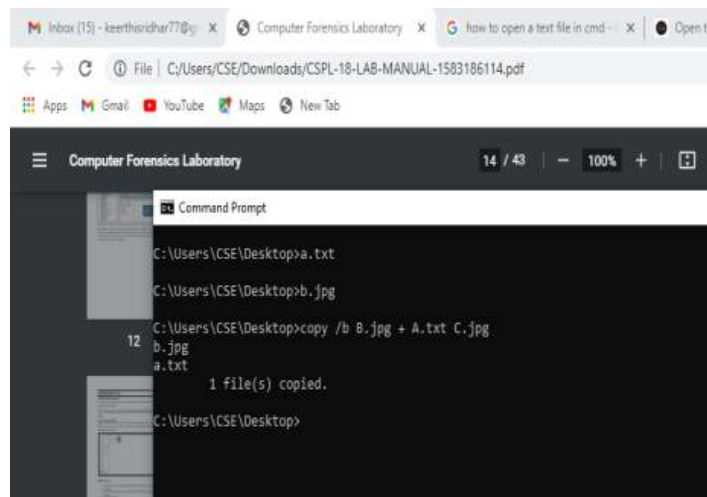 Inbox (15) - keerthisridhar77@g
Computer Forensics Laboratory
how to open a text file in cmd -
Open t
File | C:/Users/CSE/Downloads/CSPL-18-LAB-MANUAL-1583186114.pdf
Apps Gmail YouTube Maps New Tab
Computer Forensics Laboratory
14 / 43 | − 100% +
Command Prompt
C:\Users\CSE\Desktop>a.txt
C:\Users\CSE\Desktop>b.jpg
C:\Users\CSE\Desktop>copy /b B.jpg + A.txt C.jpg
b.jpg
a.txt
1 file(s) copied.
C:\Users\CSE\Desktop>
12